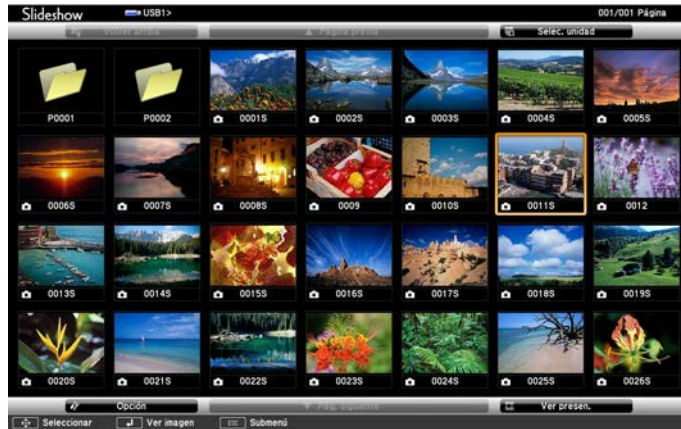 Slideshow USB1> 001/001 Página
Volver arriba Página previa Selec. unidad
P0001 P0002 0001S 0002S 0003S 0004S 0005S
0006S 0007S 0008S 0009 0010S 0011S 0012
0013S 0014S 0015S 0016S 0017S 0018S 0019S
0020S 0021S 0022S 0023S 0024S 0025S 0026S
Opción Pág. siguiente Ver presen.
Seleccionar Ver imagen Esc Submenú